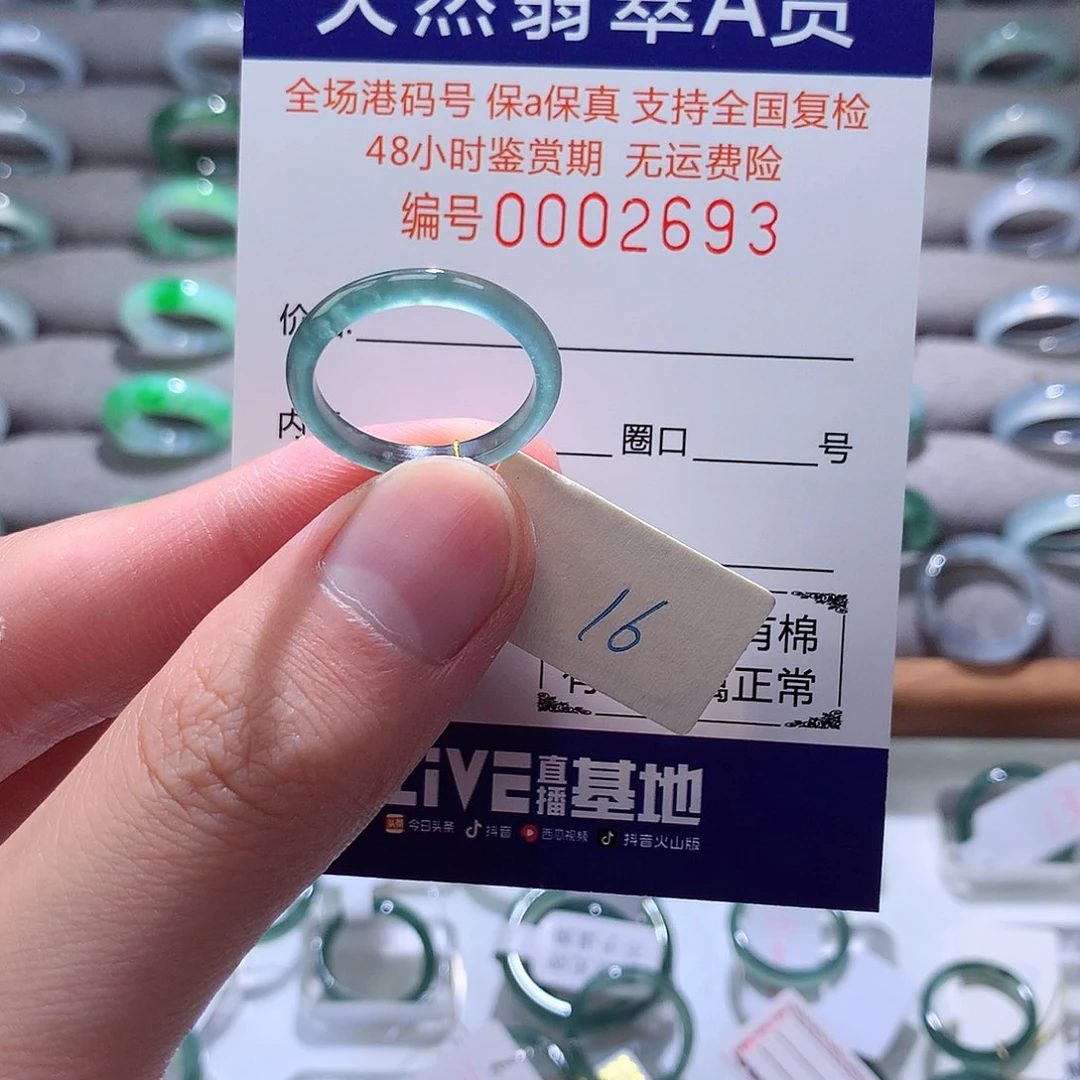 天然翡翠A货
全场港码号 保a保真 支持全国复检
48小时鉴赏期 无运费险
编号0002693
价
内
圈口
号
16
有棉
正常
LiVE直播基地
今日头条 抖音 西瓜视频 抖音火山版